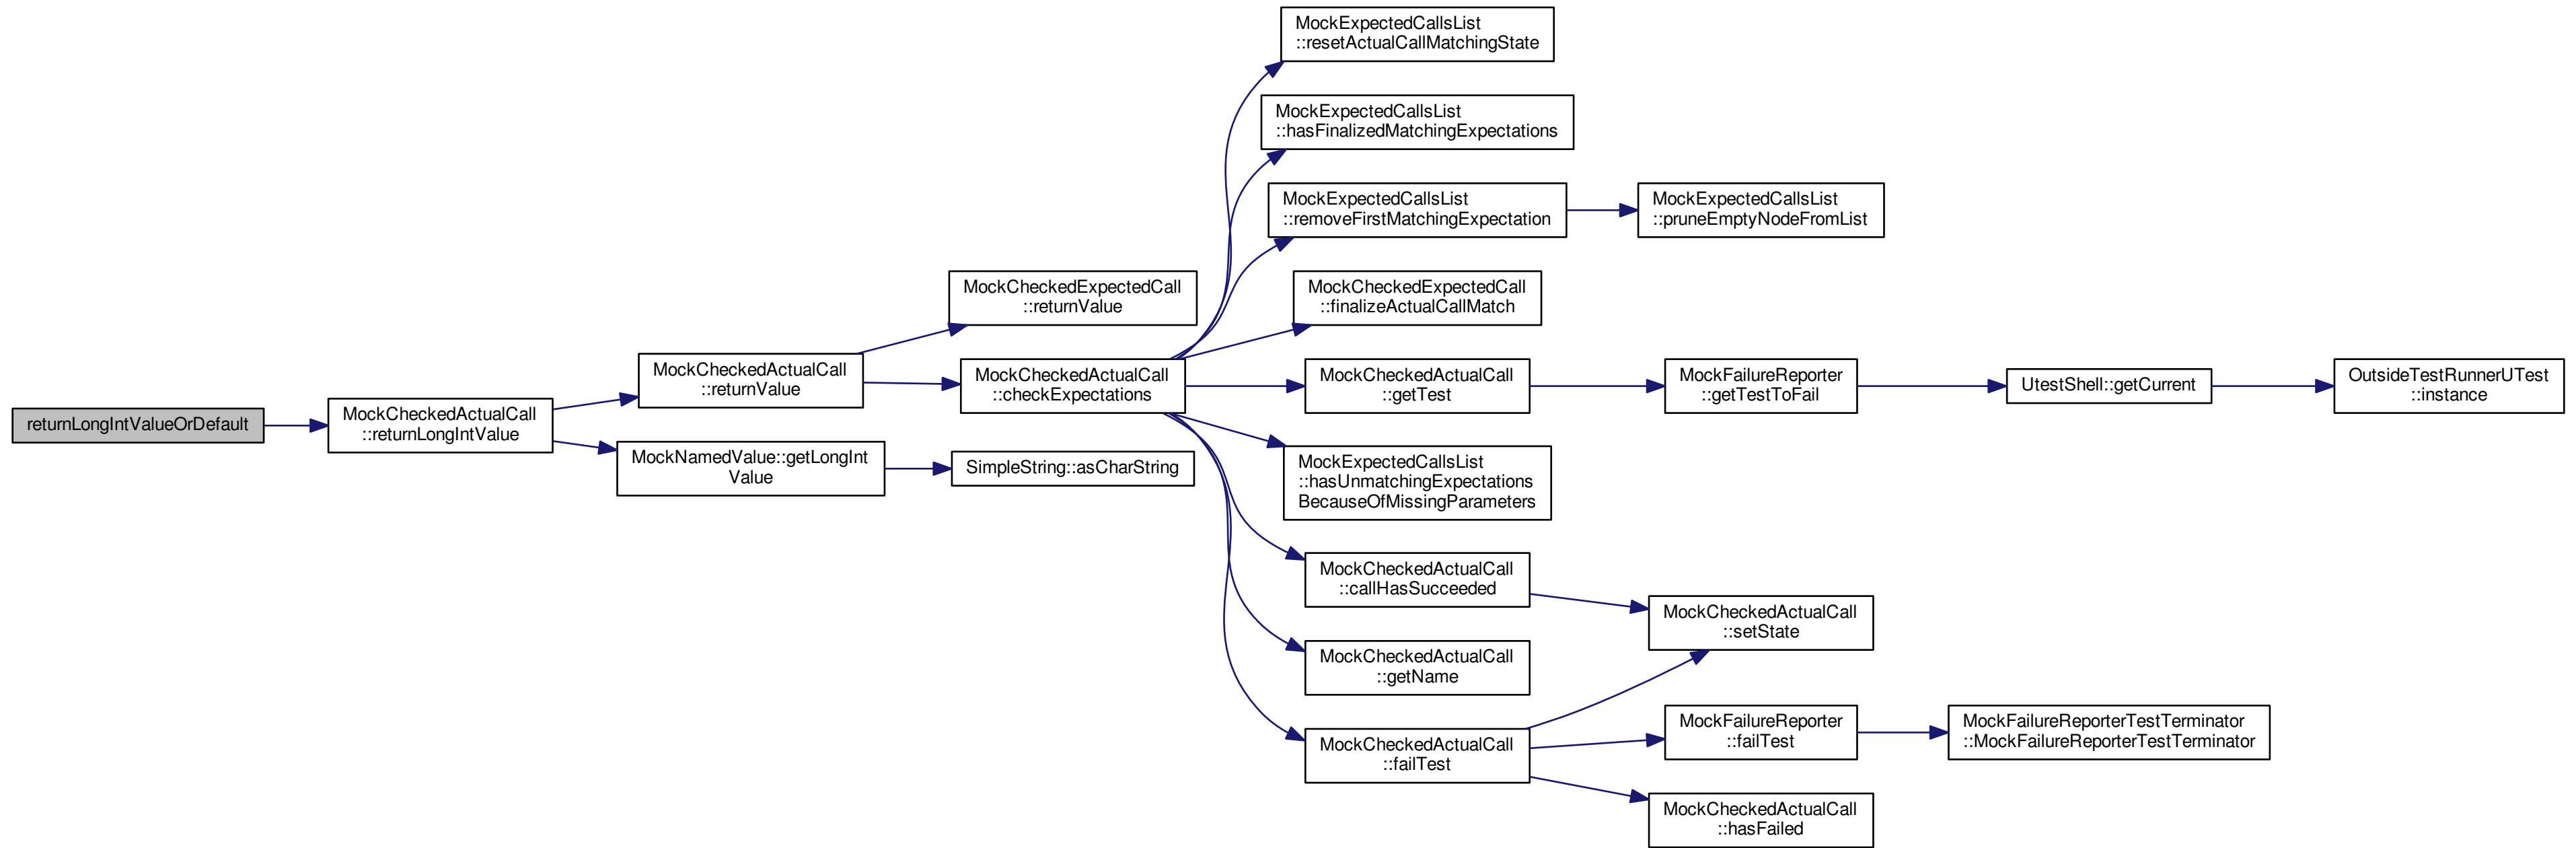 returnLongIntValueOrDefault
MockCheckedActualCall
::returnLongIntValue
MockCheckedActualCall
::returnValue
MockNamedValue::getLongInt
Value
MockCheckedExpectedCall
::returnValue
MockCheckedActualCall
::checkExpectations
SimpleString::asCharString
MockExpectedCallsList
::resetActualCallMatchingState
MockExpectedCallsList
::hasFinalizedMatchingExpectations
MockExpectedCallsList
::removeFirstMatchingExpectation
MockExpectedCallsList
::pruneEmptyNodeFromList
MockCheckedExpectedCall
::finalizeActualCallMatch
MockCheckedActualCall
::getTest
MockFailureReporter
::getTestToFail
UtestShell::getCurrent
OutsideTestRunnerUTest
::instance
MockExpectedCallsList
::hasUnmatchingExpectations
BecauseOfMissingParameters
MockCheckedActualCall
::callHasSucceeded
MockCheckedActualCall
::setState
MockCheckedActualCall
::getName
MockCheckedActualCall
::failTest
MockFailureReporter
::failTest
MockFailureReporterTestTerminator
::MockFailureReporterTestTerminator
MockCheckedActualCall
::hasFailed